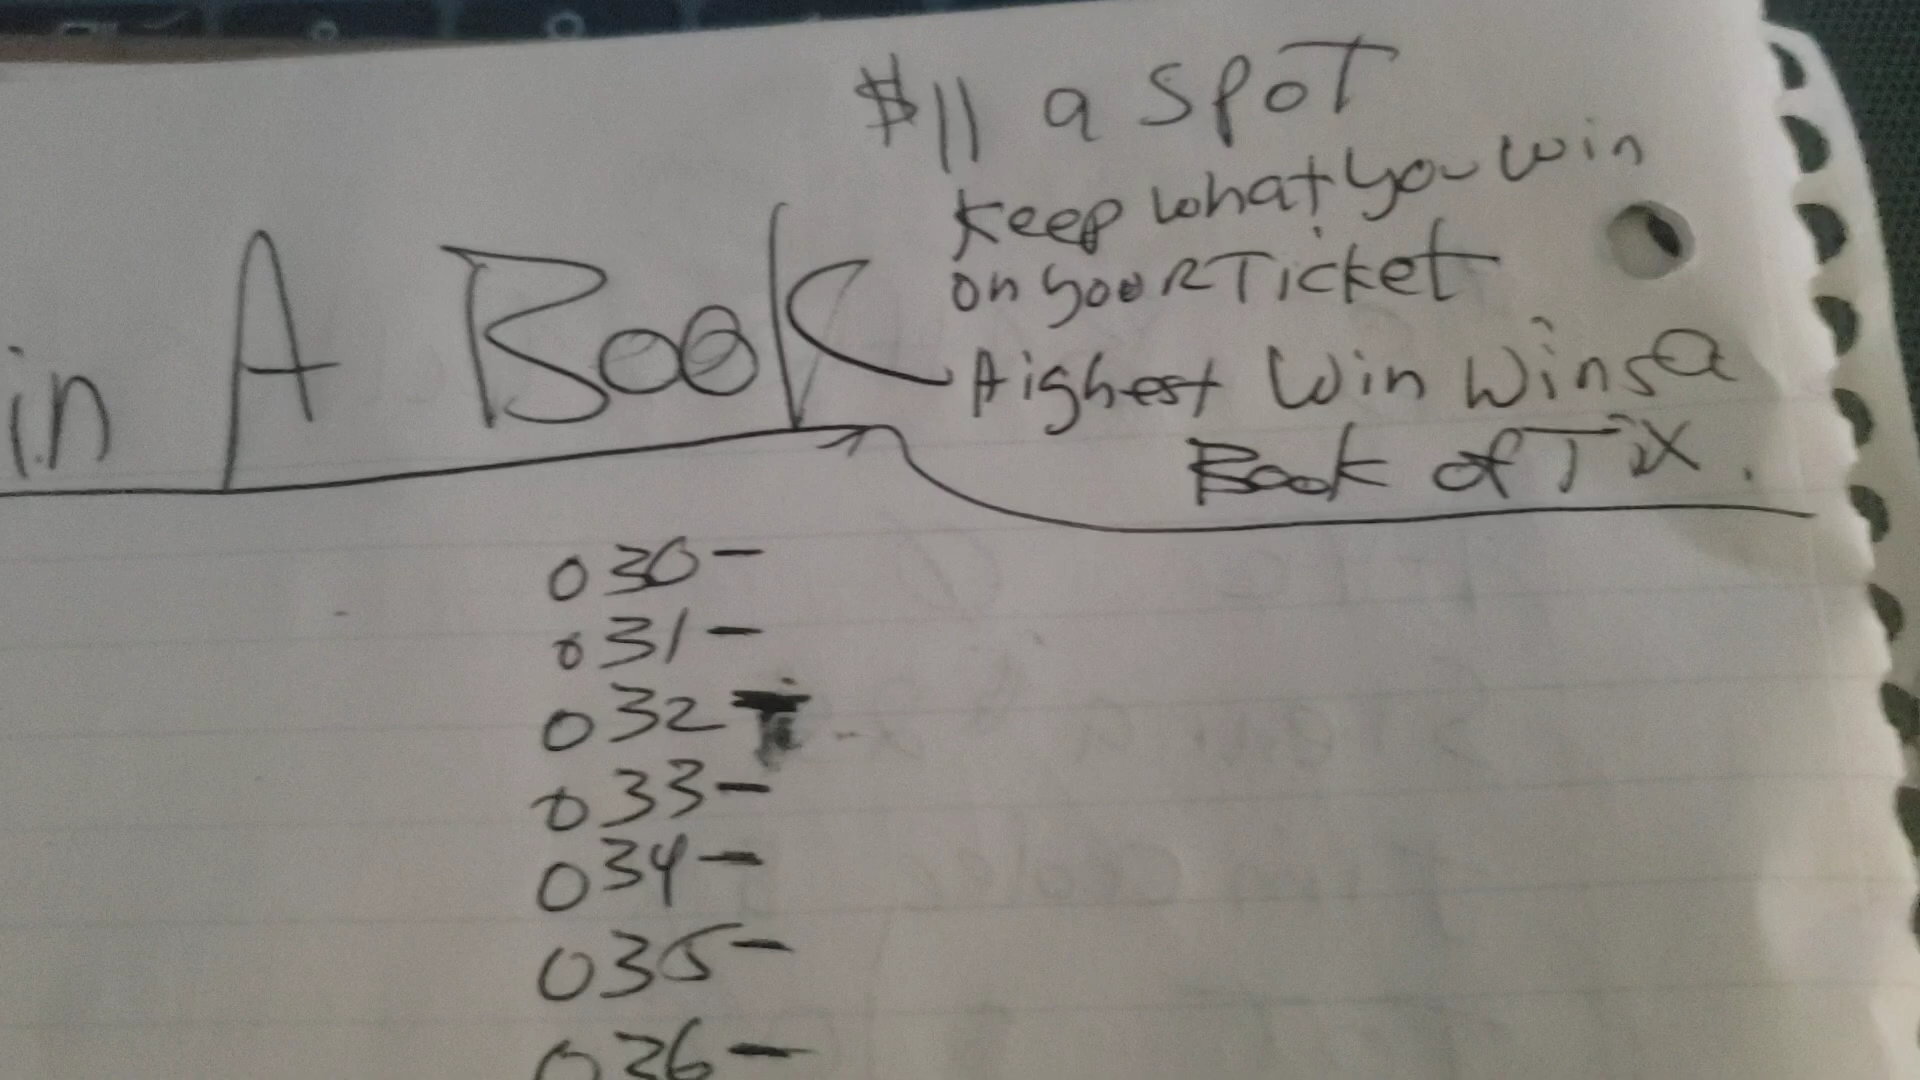 $11 a SPOT
Keep what you win
on youR Ticket
Highest Win Wins a
Book of Tix.
in A Book
030-
031-
032-
033-
034-
035-
036-